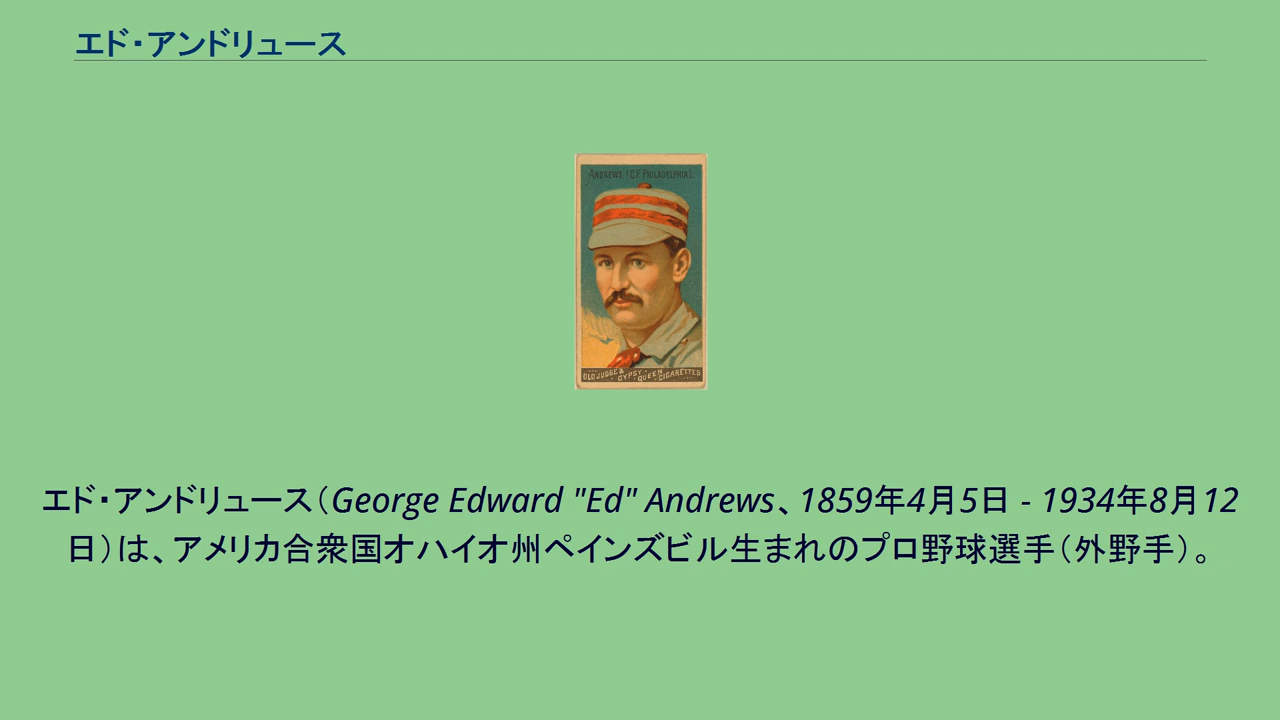 エド・アンドリュース
ANDREWS (C.F. PHILADELPHIA).
OLD JUDGE & GYPSY QUEEN CIGARETTES
エド・アンドリュース（George Edward "Ed" Andrews、1859年4月5日 - 1934年8月12
日）は、アメリカ合衆国オハイオ州ペインズビル生まれのプロ野球選手（外野手）。